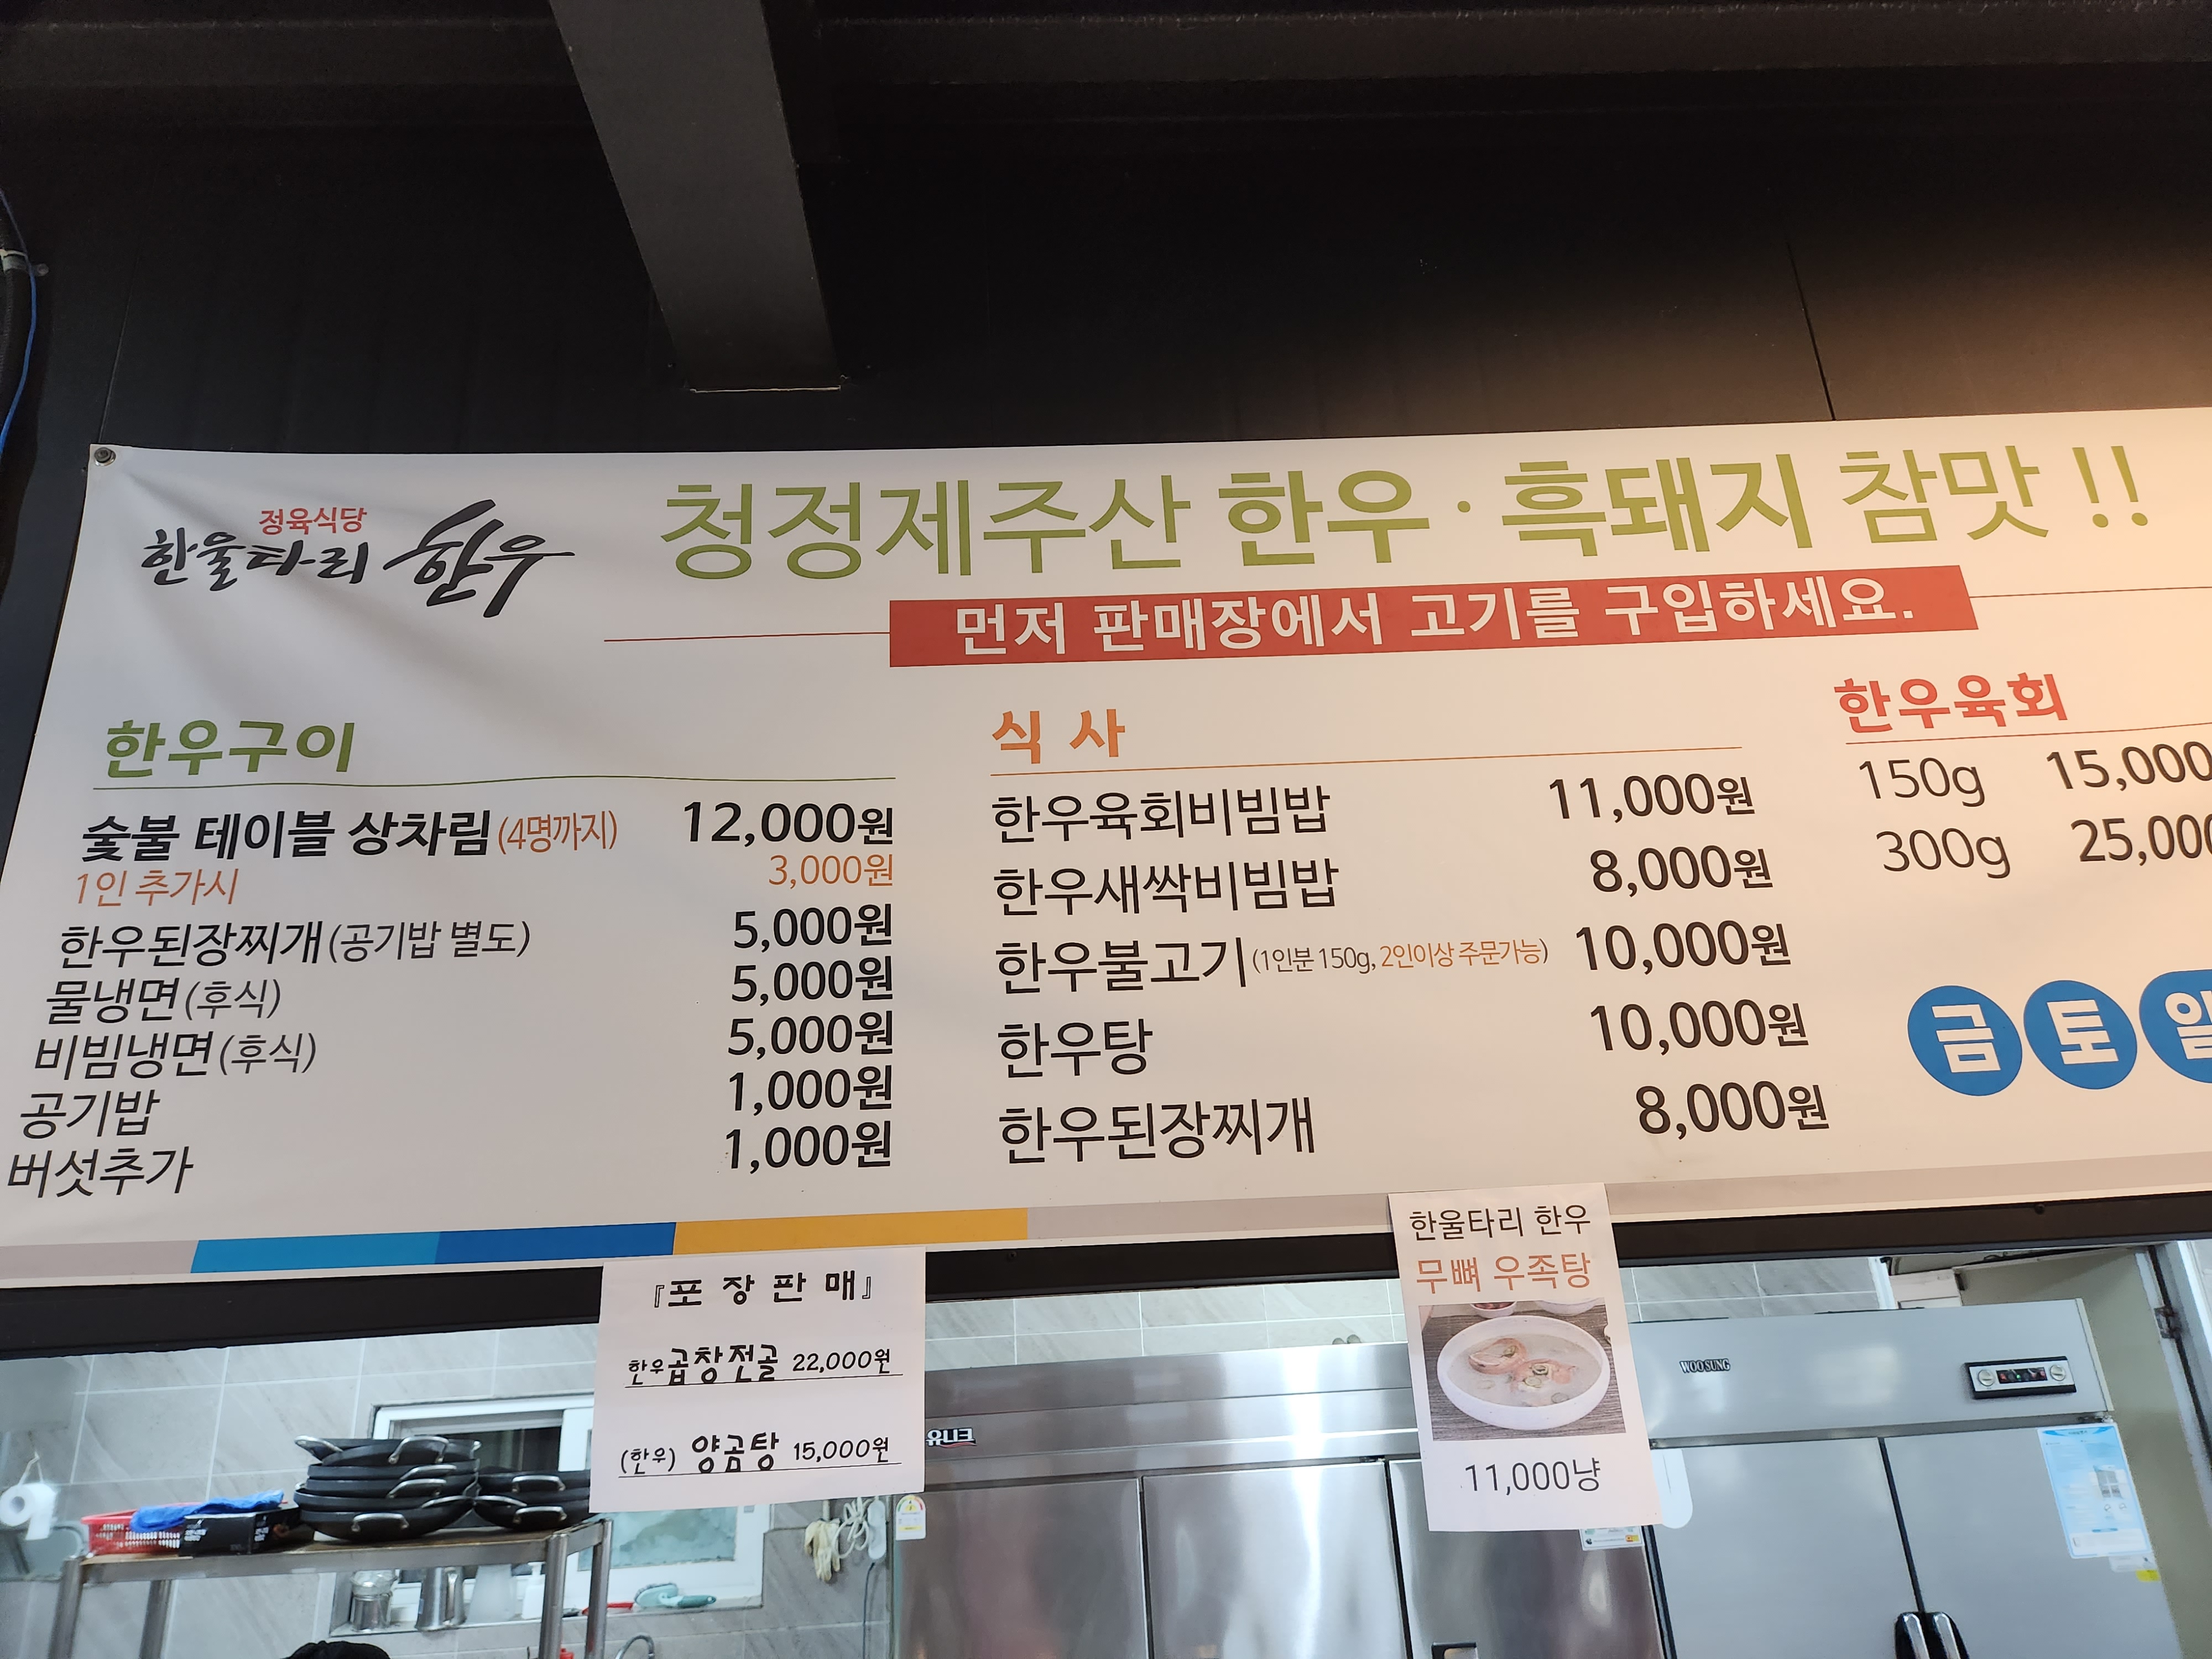 정육식당
한울타리 한우
청정제주산 한우·흑돼지 참맛 !!
먼저 판매장에서 고기를 구입하세요.
한우구이
숯불 테이블 상차림(4명까지) 12,000원
1인 추가시 3,000원
한우된장찌개(공기밥 별도) 5,000원
물냉면(후식) 5,000원
비빔냉면(후식) 5,000원
공기밥 1,000원
버섯추가 1,000원
식 사
한우육회비빔밥 11,000원
한우새싹비빔밥 8,000원
한우불고기(1인분 150g, 2인이상 주문가능) 10,000원
한우탕 10,000원
한우된장찌개 8,000원
한우육회
150g 15,000
300g 25,000
금 토 일
『포 장 판 매』
한우곱창전골 22,000원
(한우) 양곰탕 15,000원
한울타리 한우
무뼈 우족탕
11,000냥
유니크
WOOSUNG